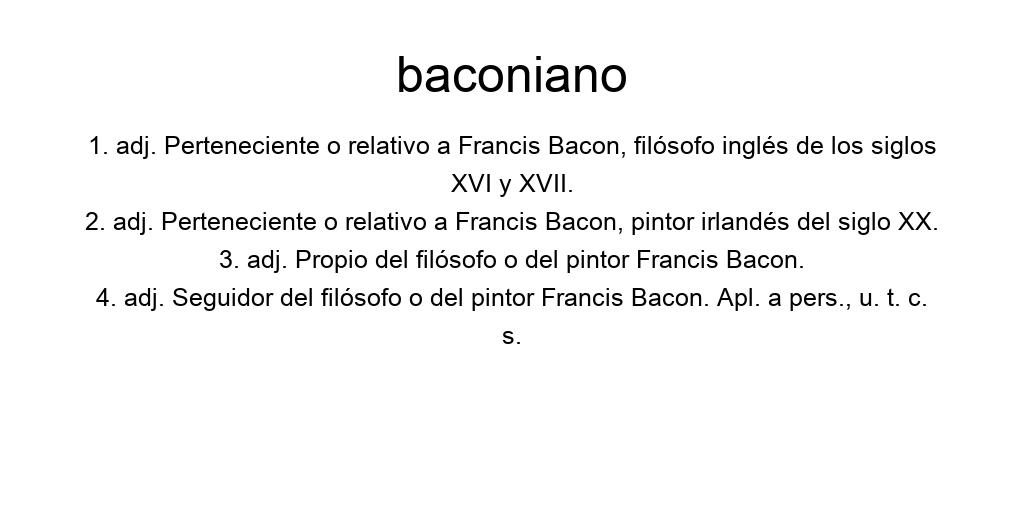 baconiano
1. adj. Perteneciente o relativo a Francis Bacon, filósofo inglés de los siglos
XVI y XVII.
2. adj. Perteneciente o relativo a Francis Bacon, pintor irlandés del siglo XX.
3. adj. Propio del filósofo o del pintor Francis Bacon.
4. adj. Seguidor del filósofo o del pintor Francis Bacon. Apl. a pers., u. t. c.
s.